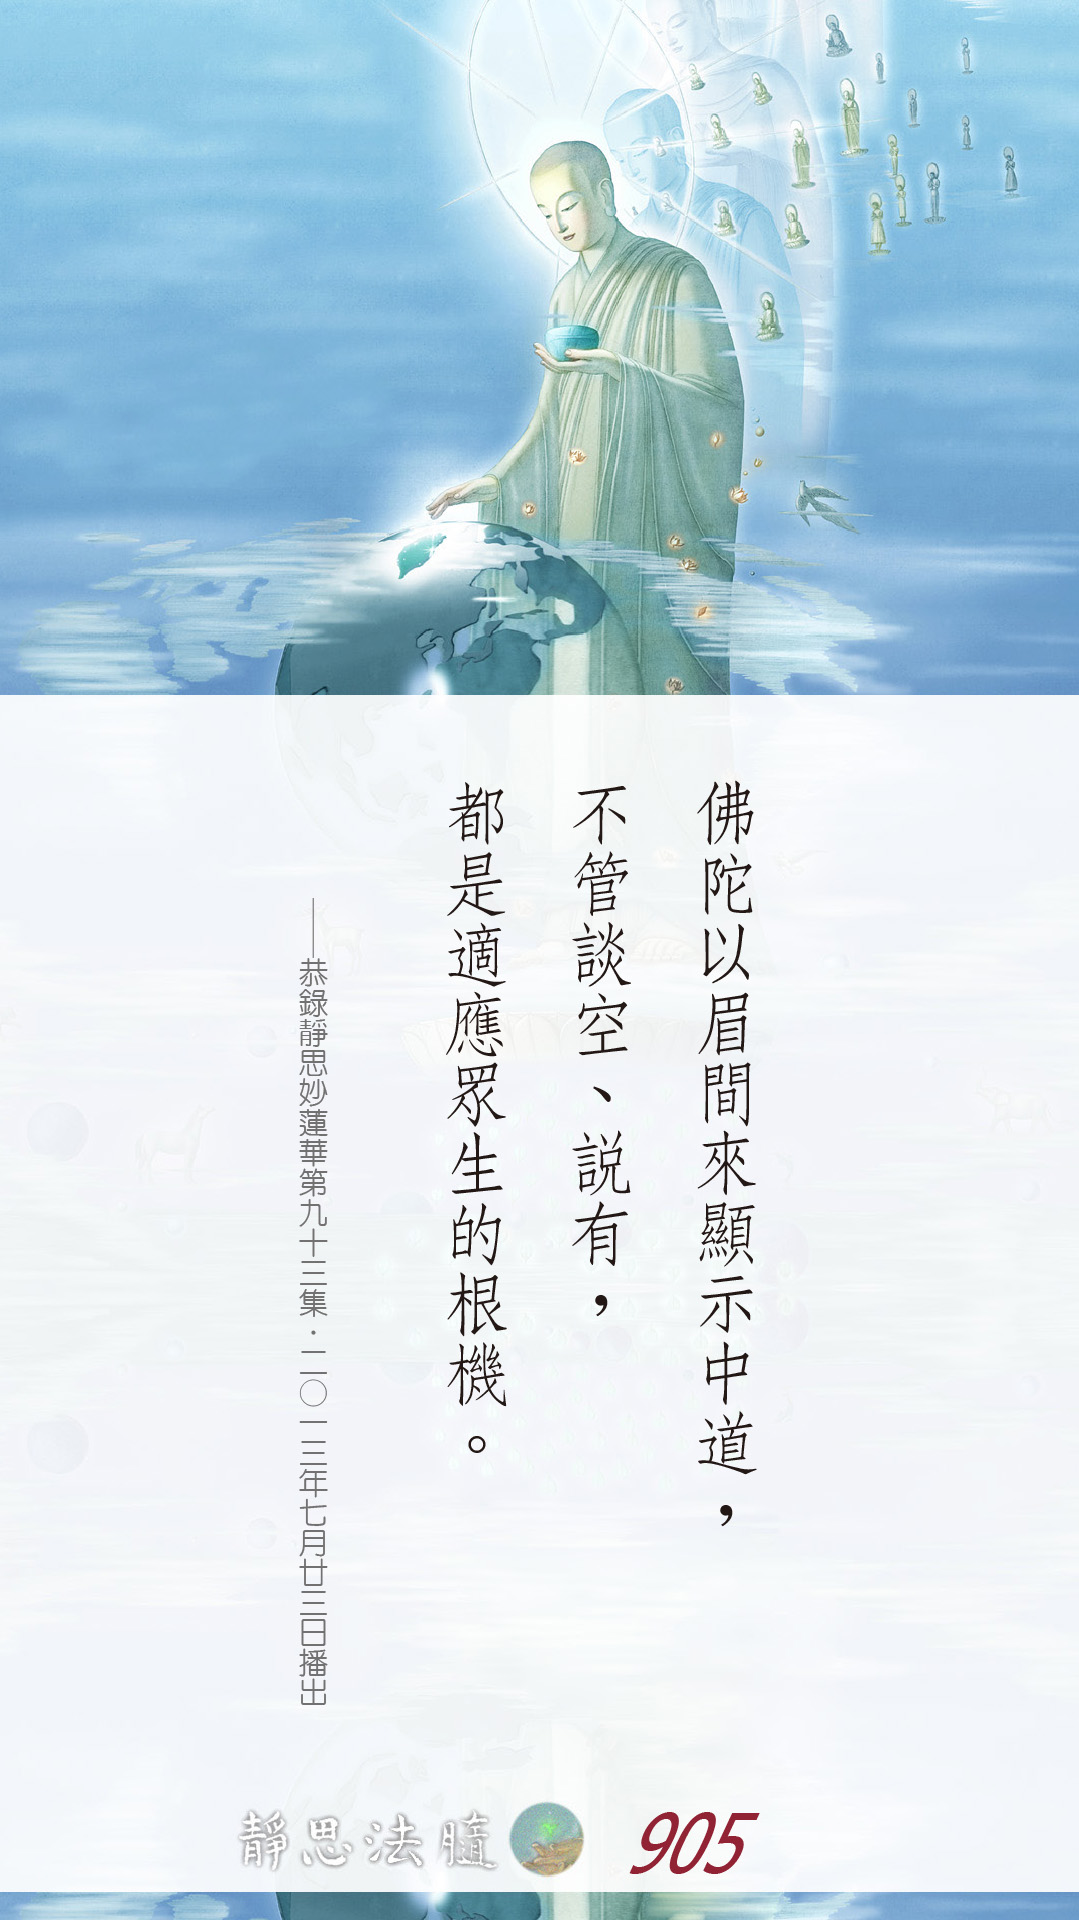 佛陀以眉間來顯示中道，
不管談空、説有，
都是適應眾生的根機。
——恭錄靜思妙蓮華第九十三集．二〇一三年七月廿三日播出
靜思法髓
905